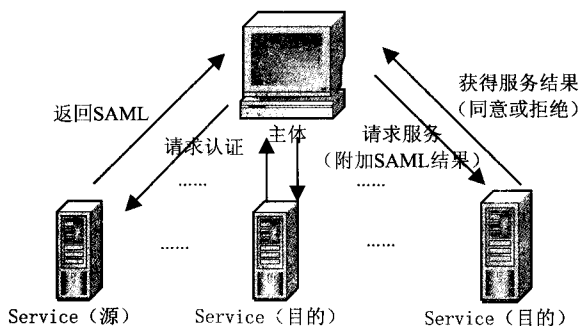 返回SAML
请求认证
主体
请求服务
（附加SAML结果）
获得服务结果
（同意或拒绝）
......
......
......
......
Service（源）
Service（目的）
Service（目的）